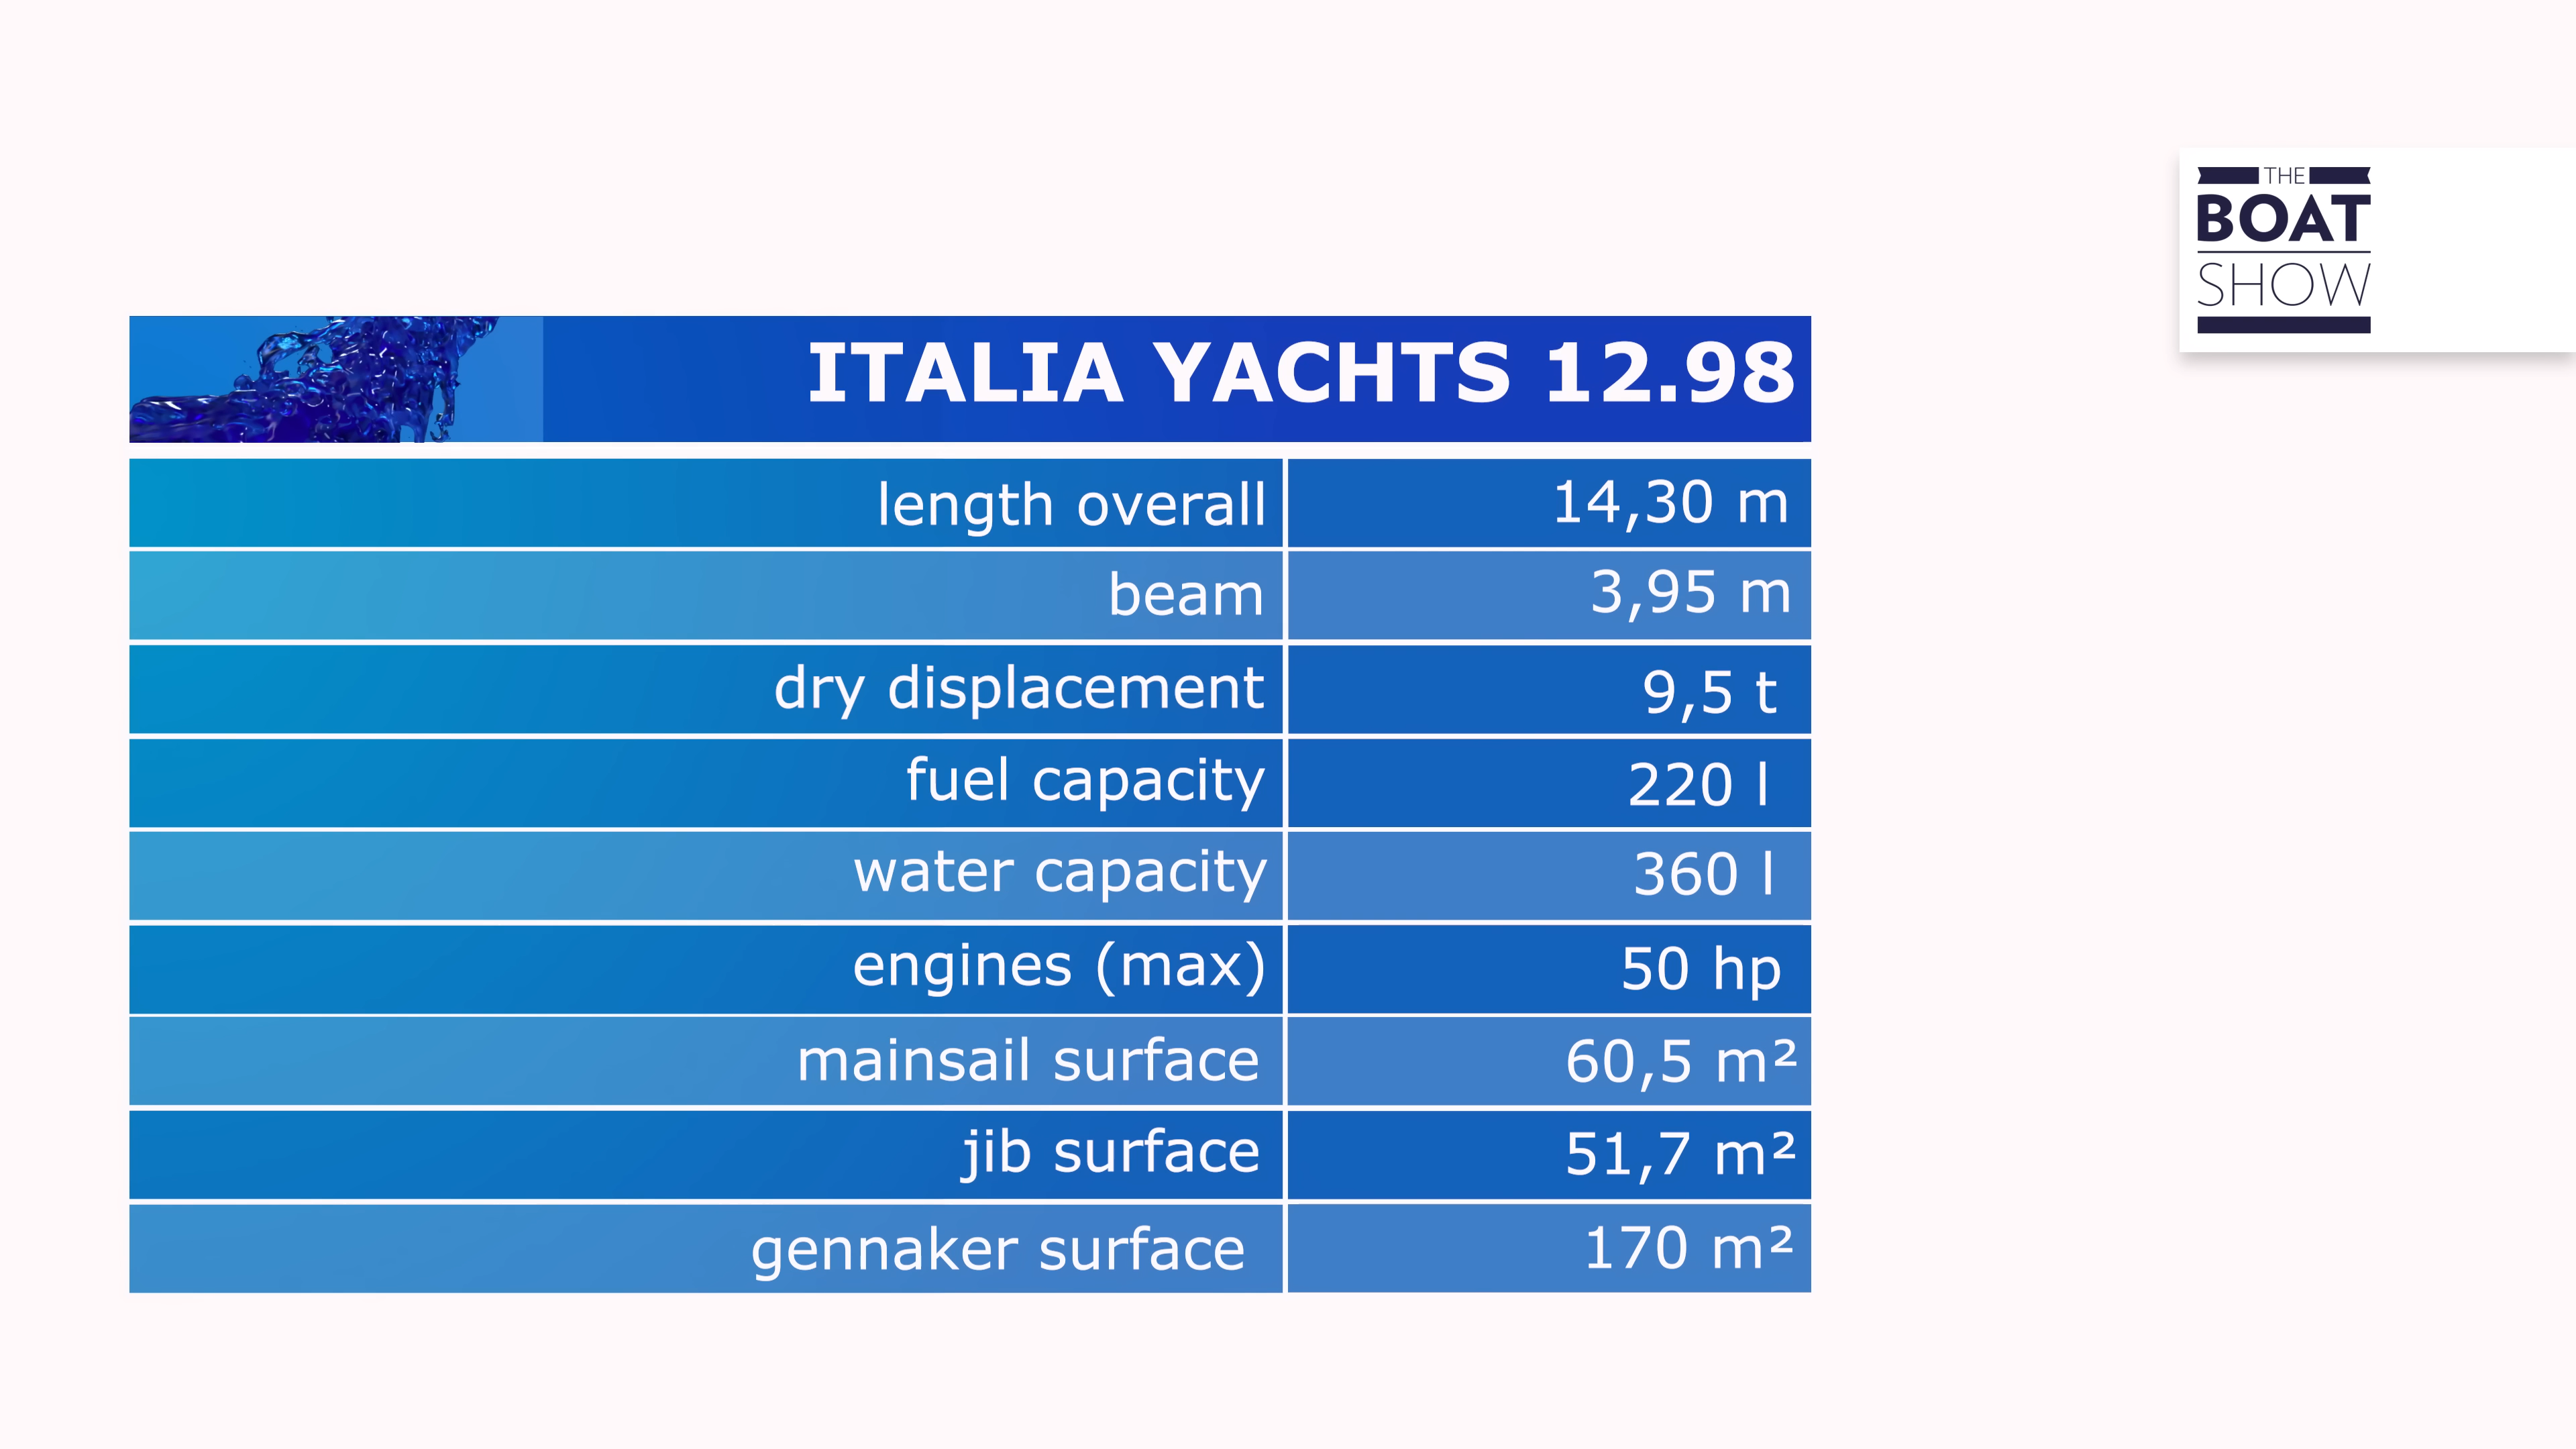 THE
BOAT
SHOW
ITALIA YACHTS 12.98
length overall 14,30 m
beam 3,95 m
dry displacement 9,5 t
fuel capacity 220 l
water capacity 360 l
engines (max) 50 hp
mainsail surface 60,5 m²
jib surface 51,7 m²
gennaker surface 170 m²